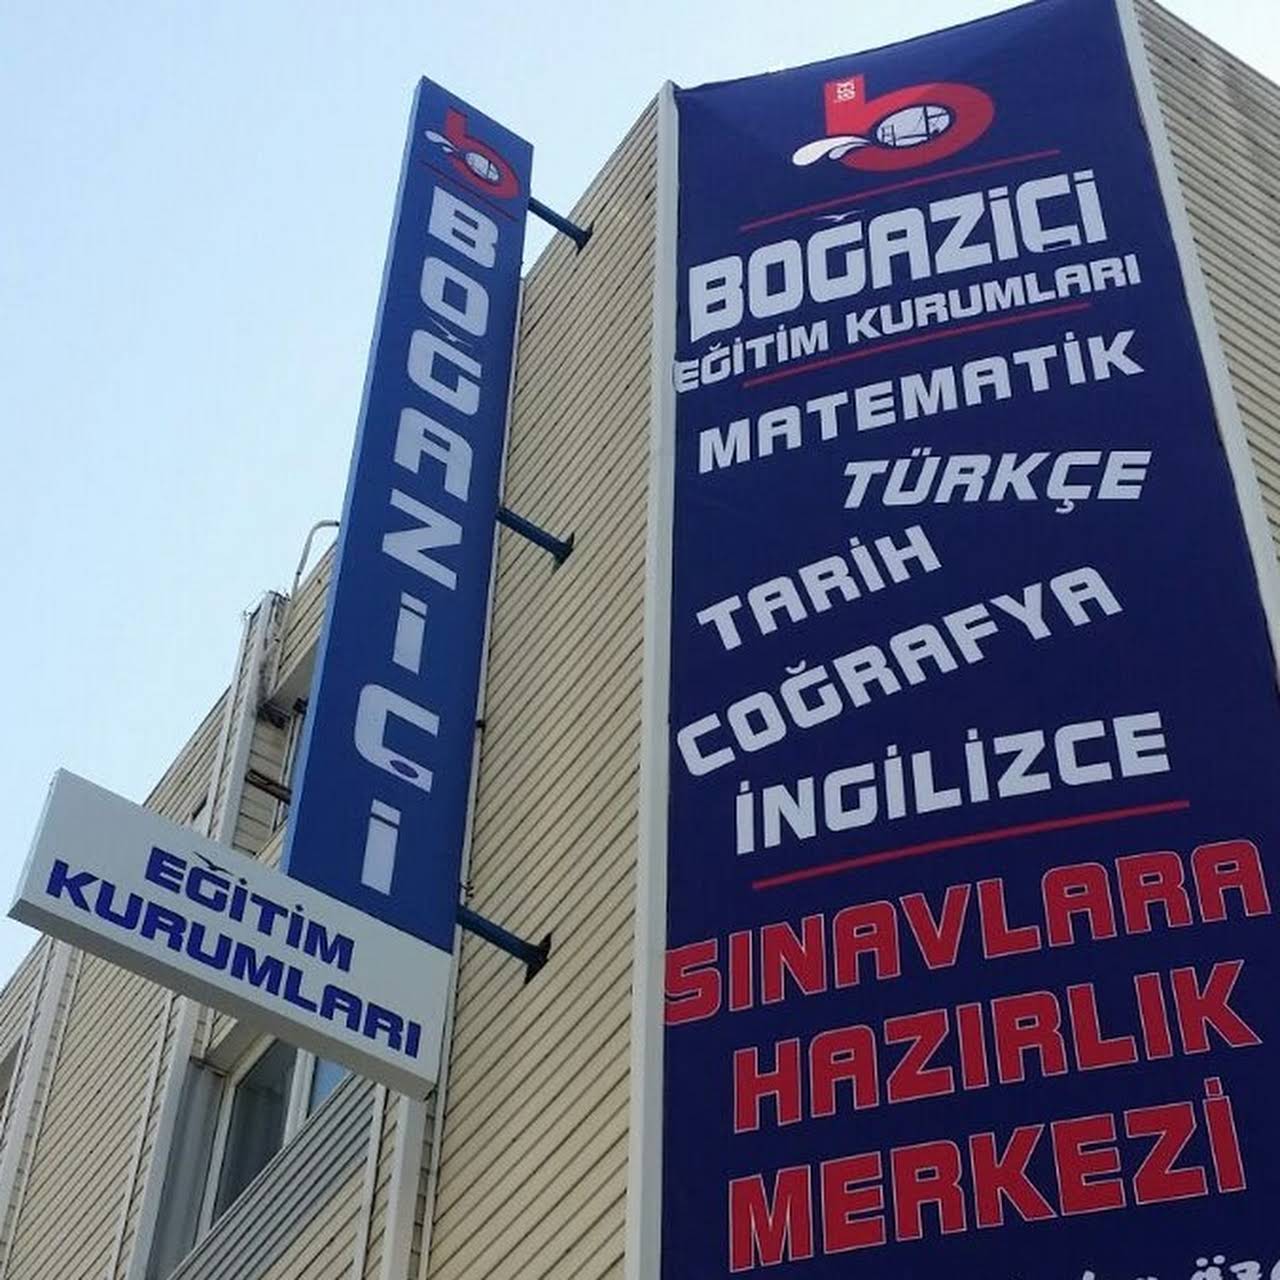 BOĞAZİÇİ
EĞİTİM
KURUMLARI
b
BOĞAZİÇİ
EĞİTİM KURUMLARI
MATEMATİK
TÜRKÇE
TARİH
COĞRAFYA
İNGİLİZCE
SINAVLARA
HAZIRLIK
MERKEZİ